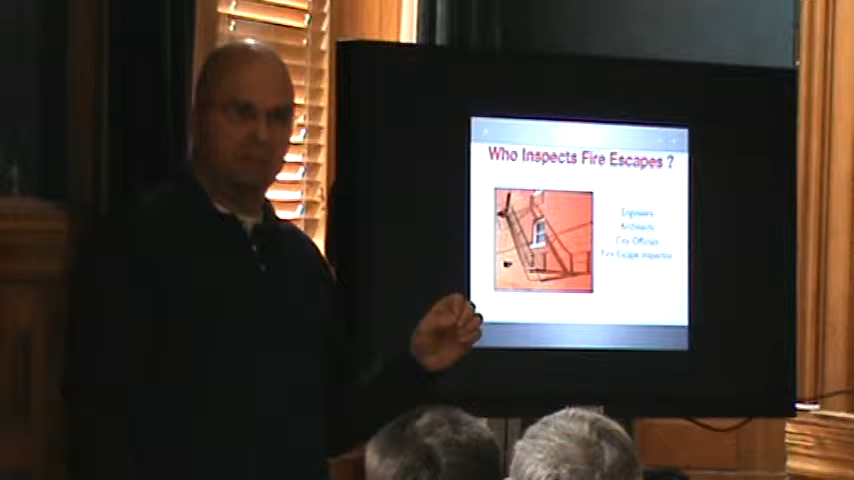 Who Inspects Fire Escapes ?
Engineers
Architects
City Officials
Fire Escape Inspector